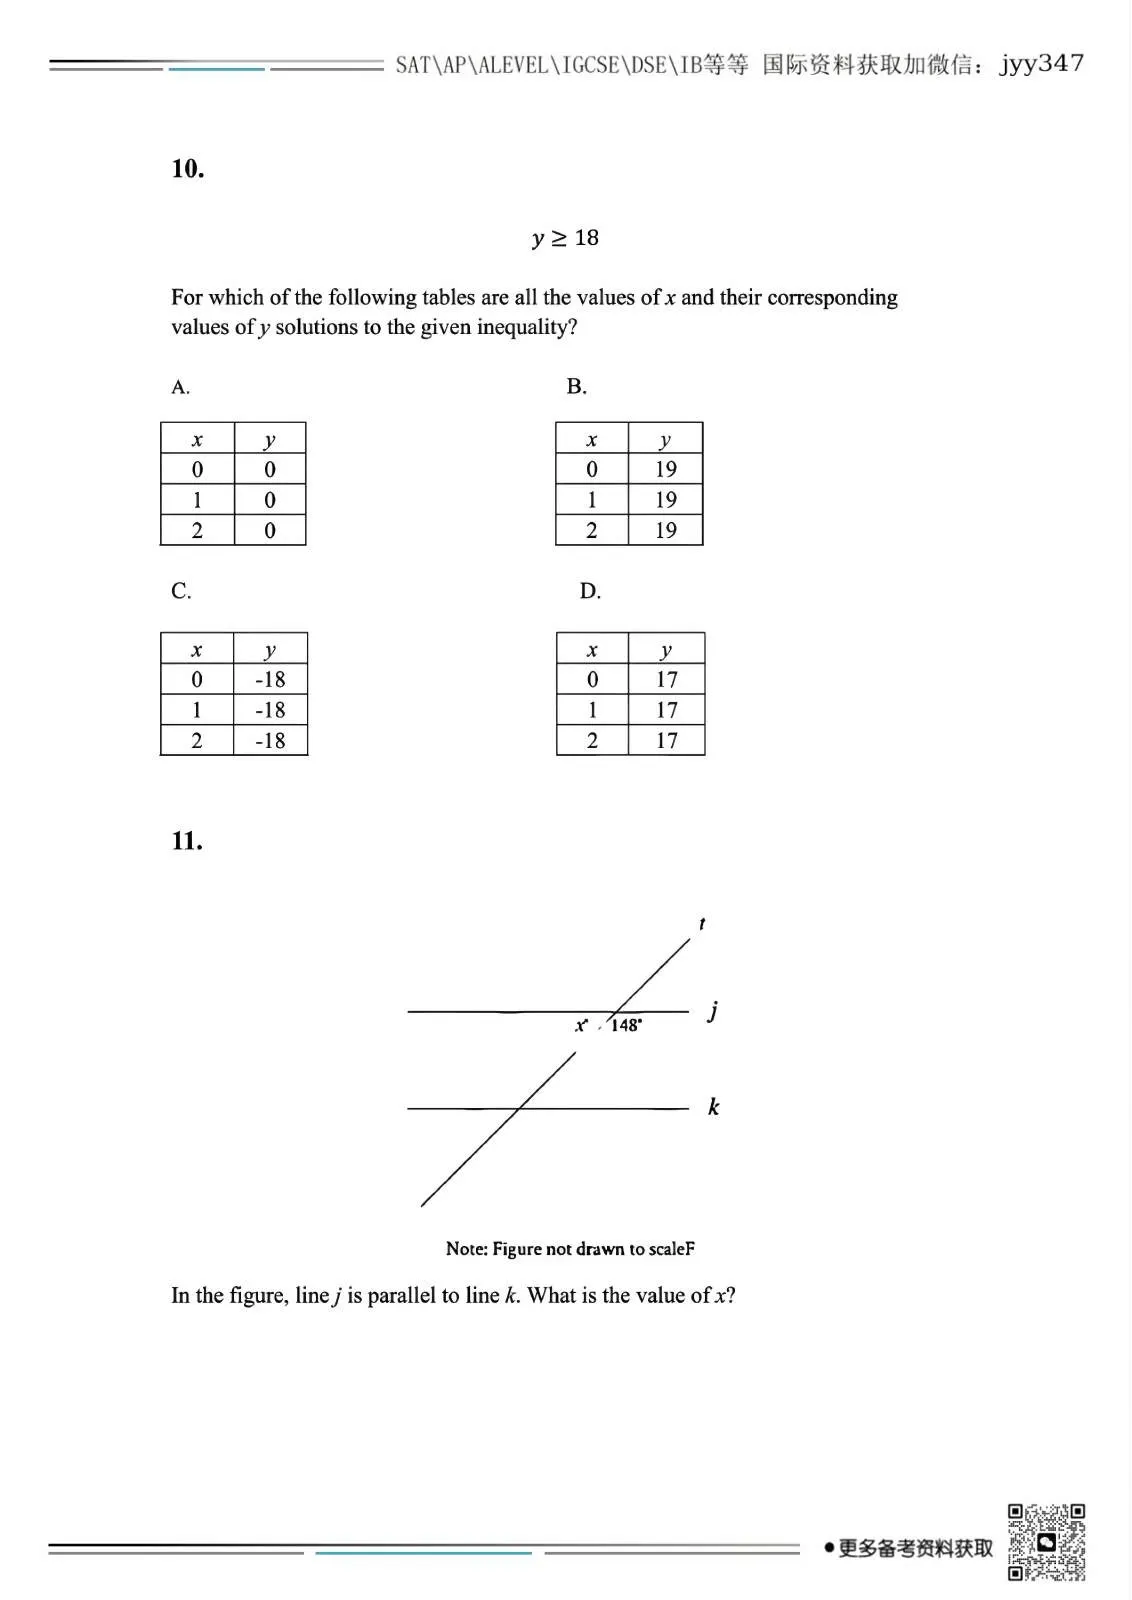 SAT\AP\ALEVEL\IGCSE\DSE\IB等等 国际资料获取加微信：jyy347
10.
y ≥ 18
For which of the following tables are all the values of x and their corresponding
values of y solutions to the given inequality?
A. B.
x y x y
0 0 0 19
1 0 1 19
2 0 2 19
C. D.
x y x y
0 -18 0 17
1 -18 1 17
2 -18 2 17
11.
t
j
x° 148°
k
Note: Figure not drawn to scaleF
In the figure, line j is parallel to line k. What is the value of x?
●更多备考资料获取